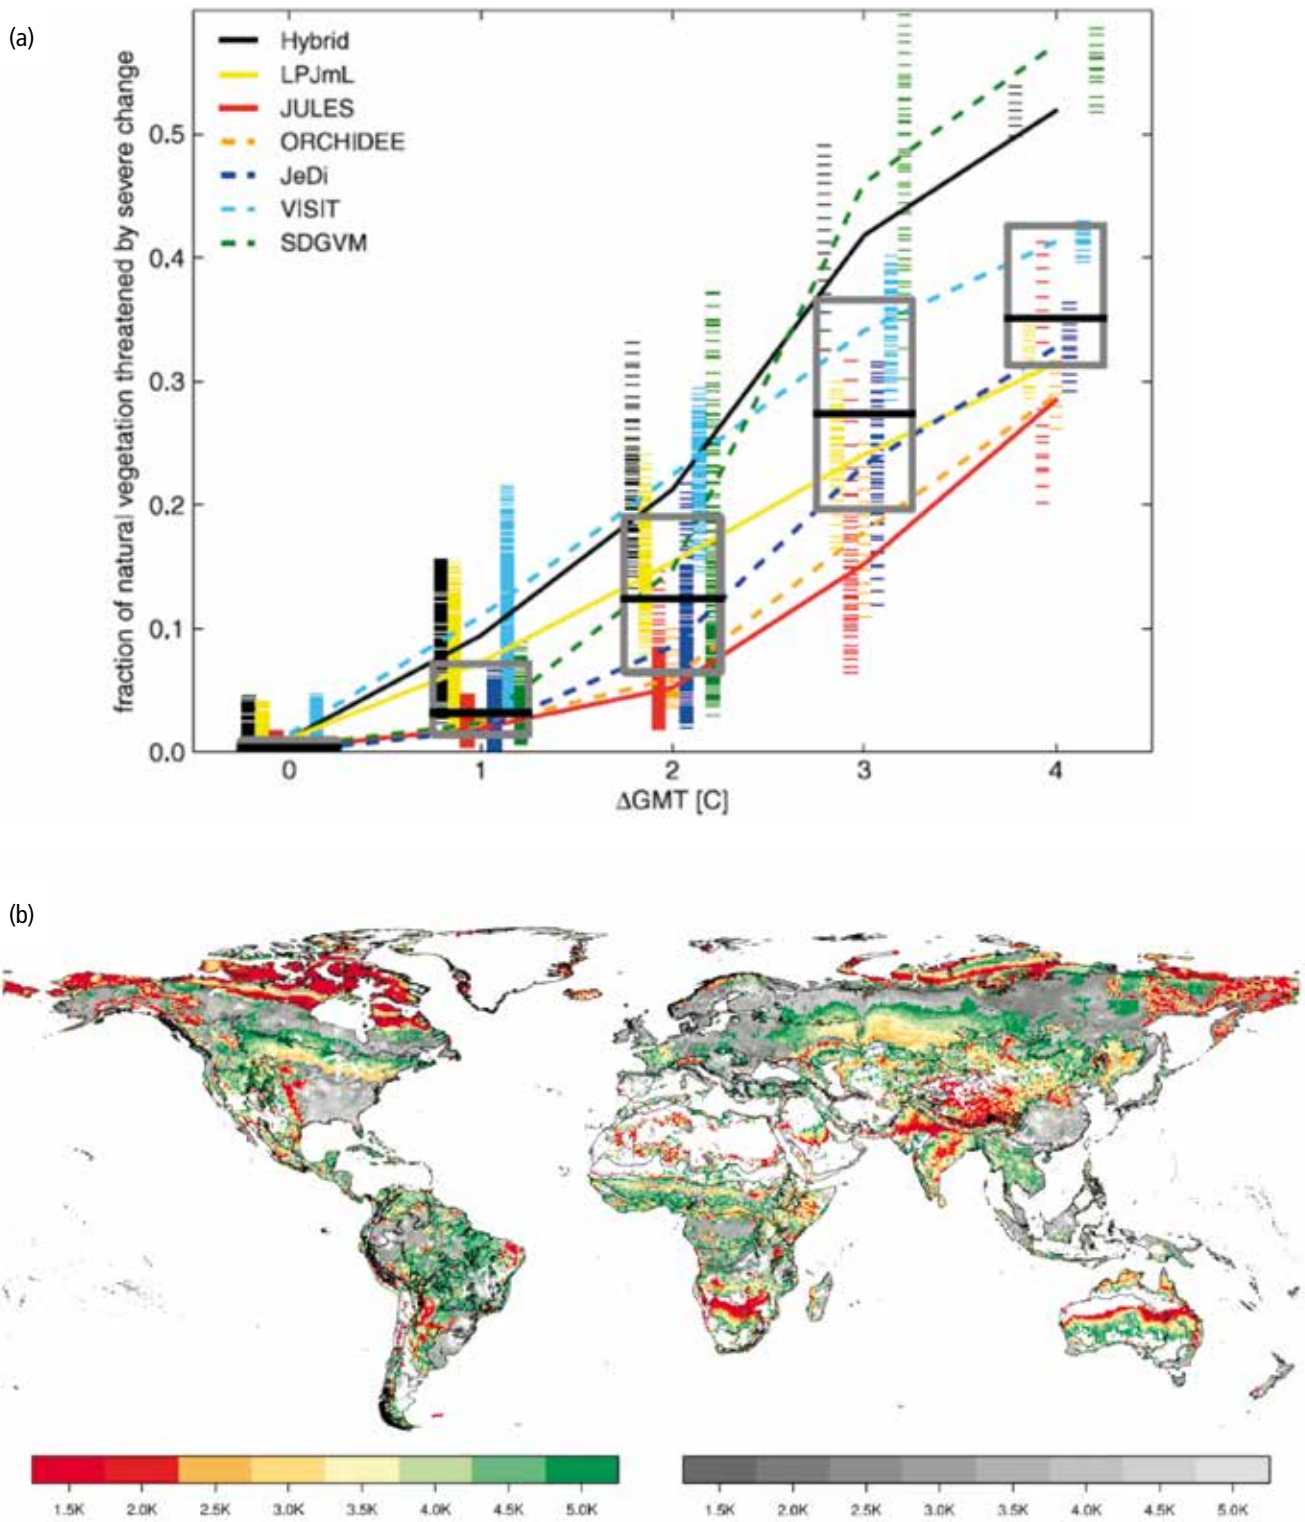 (a)
Hybrid
LPJmL
JULES
ORCHIDEE
JeDi
VISIT
SDGVM
fraction of natural vegetation threatened by severe change
0.5
0.4
0.3
0.2
0.1
0.0
0 1 2 3 4
ΔGMT [C]
(b)
1.5K 2.0K 2.5K 3.0K 3.5K 4.0K 4.5K 5.0K
1.5K 2.0K 2.5K 3.0K 3.5K 4.0K 4.5K 5.0K